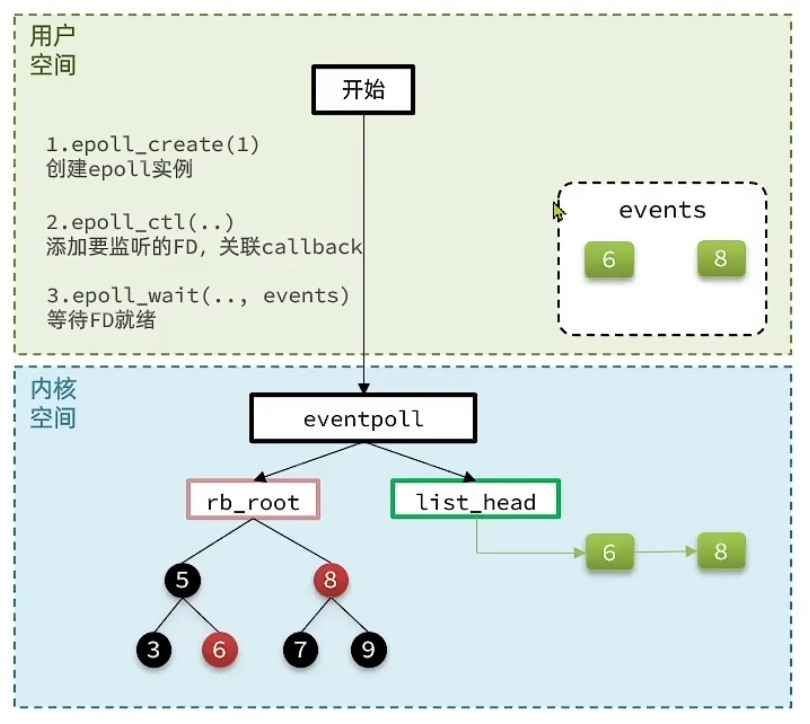 用户
空间
开始
1.epoll_create(1)
创建epoll实例
2.epoll_ctl(..)
添加要监听的FD，关联callback
3.epoll_wait(.., events)
等待FD就绪
events
6 8
内核
空间
eventpoll
rb_root list_head
6 8
5 8
3 6 7 9